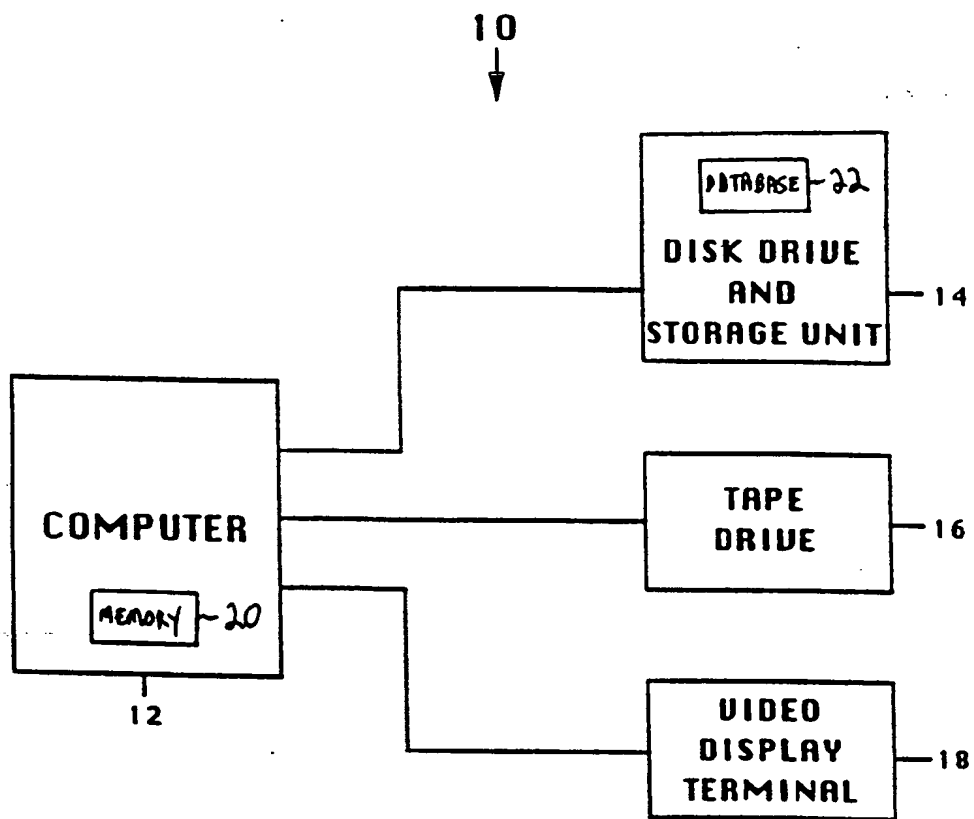 10
DATABASE 22
DISK DRIVE
AND
STORAGE UNIT
14
COMPUTER
MEMORY 20
12
TAPE
DRIVE
16
VIDEO
DISPLAY
TERMINAL
18